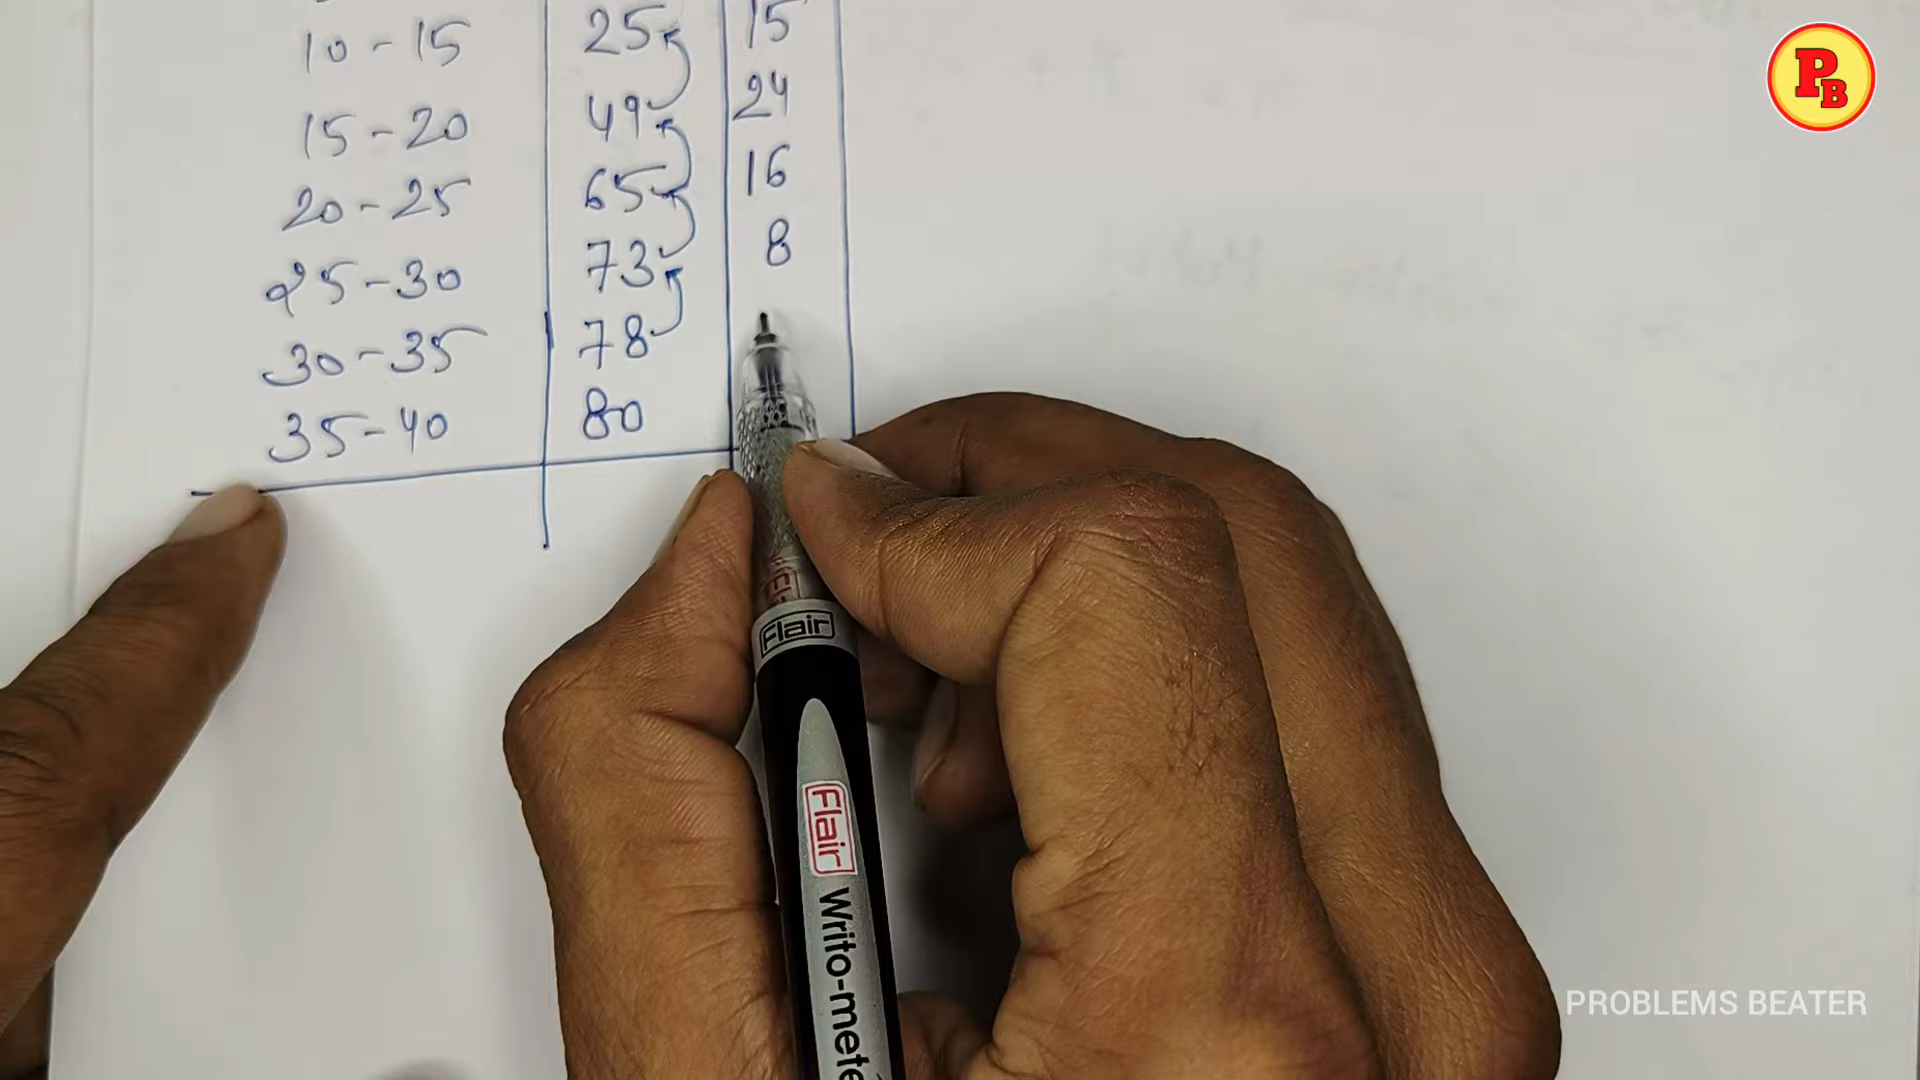 10-15 25 15
15-20 49 24
20-25 65 16
25-30 73 8
30-35 78
35-40 80
PB
Flair
Flair Writo-mete
PROBLEMS BEATER